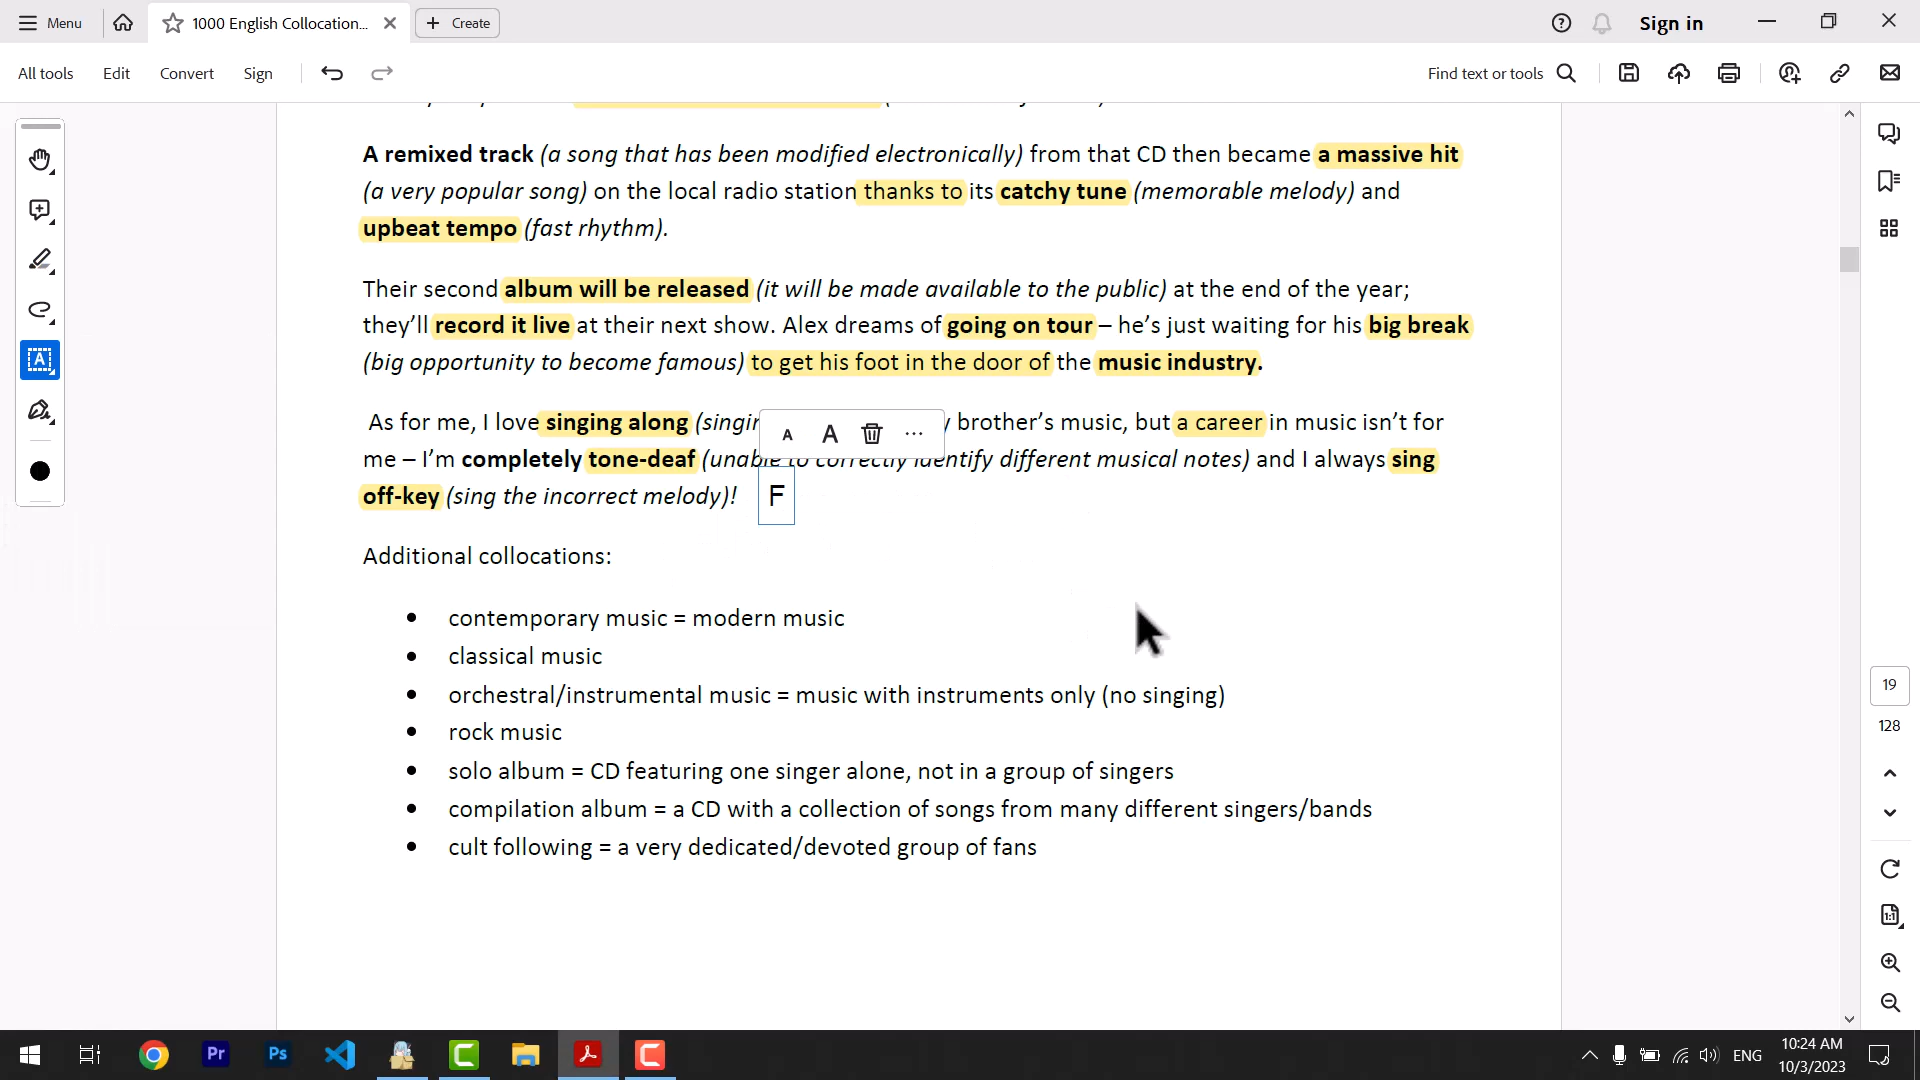 Menu
1000 English Collocation...
Create
Sign in
All tools
Edit
Convert
Sign
Find text or tools
A remixed track (a song that has been modified electronically) from that CD then became a massive hit
(a very popular song) on the local radio station thanks to its catchy tune (memorable melody) and
upbeat tempo (fast rhythm).
Their second album will be released (it will be made available to the public) at the end of the year;
they'll record it live at their next show. Alex dreams of going on tour – he's just waiting for his big break
(big opportunity to become famous) to get his foot in the door of the music industry.
As for me, I love singing along brother's music, but a career in music isn't for
A A ...
me – I'm completely tone-deaf (unable to correctly identify different musical notes) and I always sing
off-key (sing the incorrect melody)! F
Additional collocations:
• contemporary music = modern music
• classical music
• orchestral/instrumental music = music with instruments only (no singing)
• rock music
• solo album = CD featuring one singer alone, not in a group of singers
• compilation album = a CD with a collection of songs from many different singers/bands
• cult following = a very dedicated/devoted group of fans
19
128
1:1
Pr
Ps
ENG
10:24 AM
10/3/2023